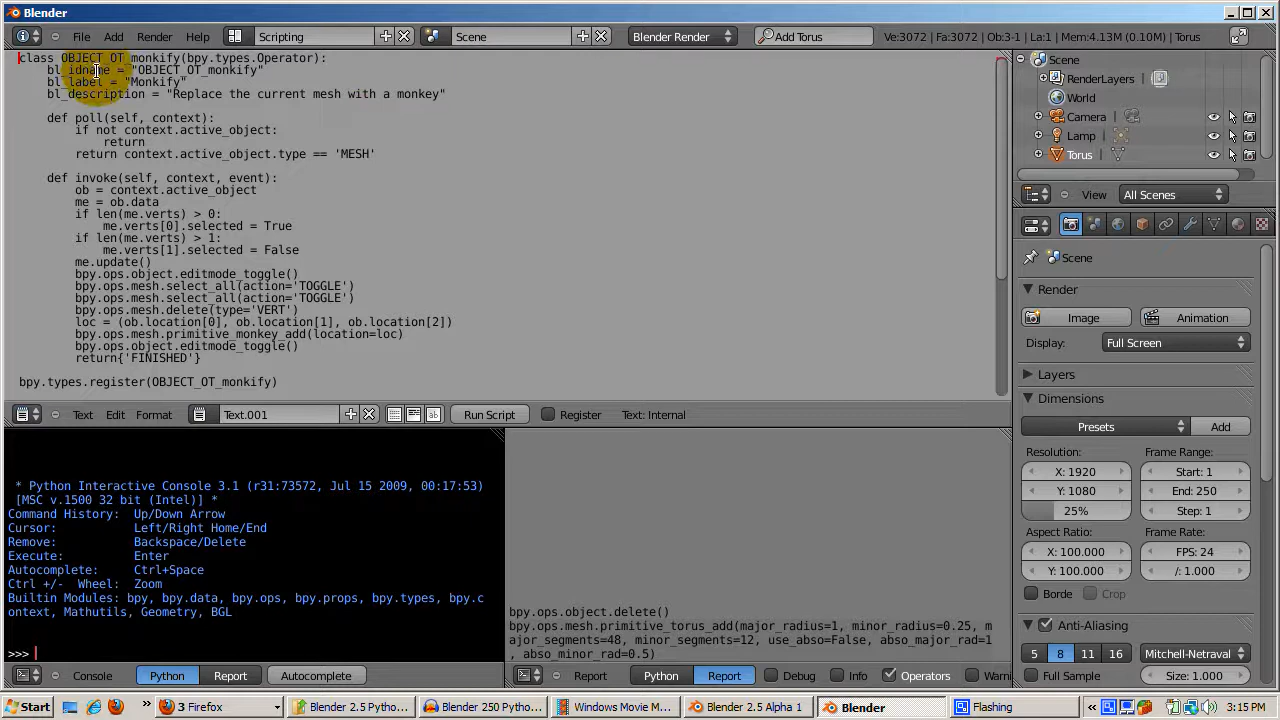 Blender
File Add Render Help Scripting Scene Blender Render Add Torus Ve:3072 | Fa:3072 | Ob:3-1 | La:1 | Mem:4.13M (0.10M) | Torus
class OBJECT_OT_monkify(bpy.types.Operator):
bl_idname = "OBJECT_OT_monkify"
bl_label = "Monkify"
bl_description = "Replace the current mesh with a monkey"
def poll(self, context):
if not context.active_object:
return
return context.active_object.type == 'MESH'
def invoke(self, context, event):
ob = context.active_object
me = ob.data
if len(me.verts) > 0:
me.verts[0].selected = True
if len(me.verts) > 1:
me.verts[1].selected = False
me.update()
bpy.ops.object.editmode_toggle()
bpy.ops.mesh.select_all(action='TOGGLE')
bpy.ops.mesh.select_all(action='TOGGLE')
bpy.ops.mesh.delete(type='VERT')
loc = (ob.location[0], ob.location[1], ob.location[2])
bpy.ops.mesh.primitive_monkey_add(location=loc)
bpy.ops.object.editmode_toggle()
return{'FINISHED'}
bpy.types.register(OBJECT_OT_monkify)
Text Edit Format Text.001 ab Run Script Register Text: Internal
* Python Interactive Console 3.1 (r31:73572, Jul 15 2009, 00:17:53)
[MSC v.1500 32 bit (Intel)] *
Command History: Up/Down Arrow
Cursor: Left/Right Home/End
Remove: Backspace/Delete
Execute: Enter
Autocomplete: Ctrl+Space
Ctrl +/- Wheel: Zoom
Builtin Modules: bpy, bpy.data, bpy.ops, bpy.props, bpy.types, bpy.c
ontext, Mathutils, Geometry, BGL
>>>
Console Python Report Autocomplete
bpy.ops.object.delete()
bpy.ops.mesh.primitive_torus_add(major_radius=1, minor_radius=0.25, m
ajor_segments=48, minor_segments=12, use_abso=False, abso_major_rad=1
, abso_minor_rad=0.5)
Report Python Report Debug Info Operators Warni
Scene
RenderLayers
World
Camera
Lamp
Torus
View All Scenes
Scene
Render
Image Animation
Display: Full Screen
Layers
Dimensions
Presets Add
Resolution: Frame Range:
X: 1920 Start: 1
Y: 1080 End: 250
25% Step: 1
Aspect Ratio: Frame Rate:
X: 100.000 FPS: 24
Y: 100.000 /: 1.000
Borde Crop
Anti-Aliasing
5 8 11 16 Mitchell-Netraval
Full Sample Size: 1.000
Start » 3 Firefox Blender 2.5 Pytho... Blender 250 Pytho... Windows Movie M... Blender 2.5 Alpha 1 Blender Flashing « 3:15 PM